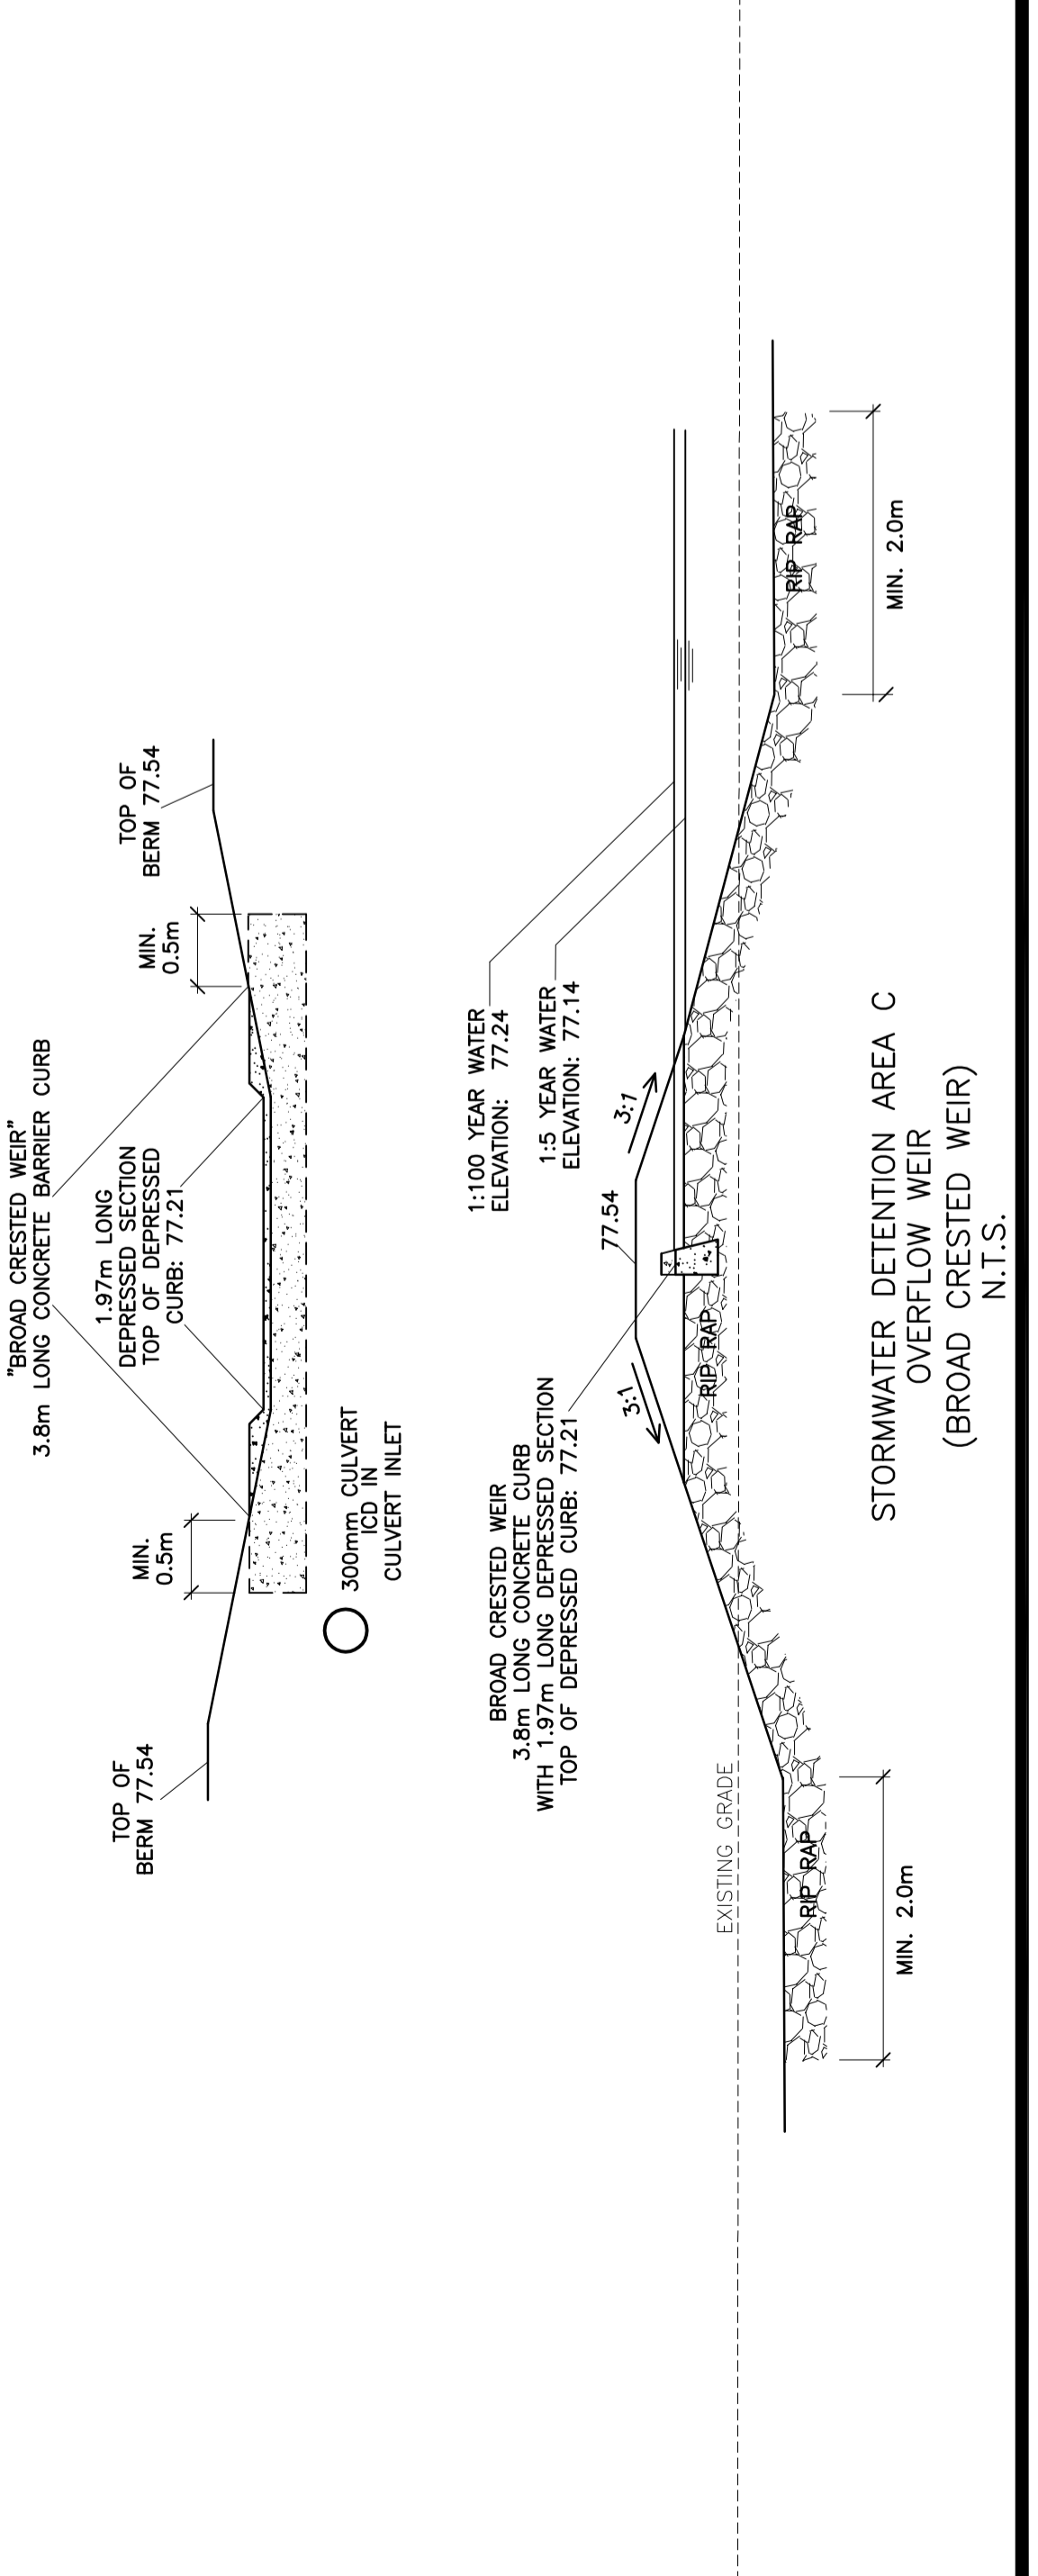 "BROAD CRESTED WEIR"
3.8m LONG CONCRETE BARRIER CURB
TOP OF
BERM 77.54
MIN.
0.5m
1.97m LONG
DEPRESSED SECTION
TOP OF DEPRESSED
CURB: 77.21
MIN.
0.5m
TOP OF
BERM 77.54
300mm CULVERT
ICD IN
CULVERT INLET
BROAD CRESTED WEIR
3.8m LONG CONCRETE CURB
WITH 1.97m LONG DEPRESSED SECTION
TOP OF DEPRESSED CURB: 77.21
1:100 YEAR WATER
ELEVATION: 77.24
1:5 YEAR WATER
ELEVATION: 77.14
77.54
3:1
3:1
EXISTING GRADE
RIP RAP
RIP RAP
RIP RAP
MIN. 2.0m
MIN. 2.0m
STORMWATER DETENTION AREA C
OVERFLOW WEIR
(BROAD CRESTED WEIR)
N.T.S.